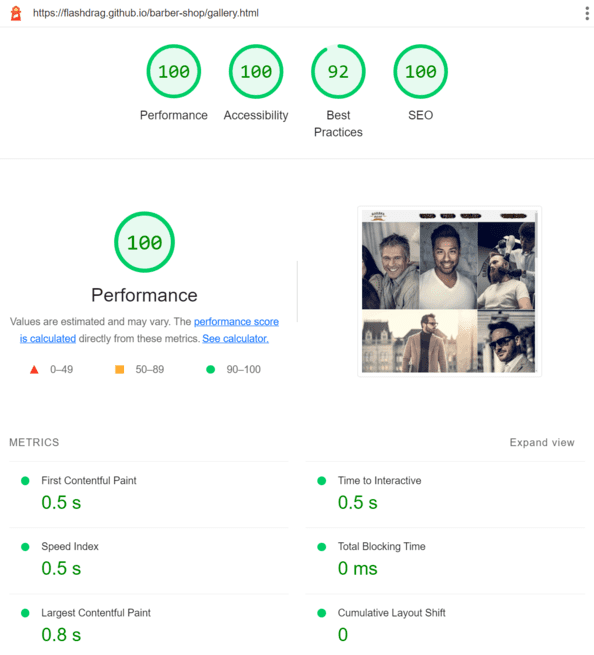 https://flashdrag.github.io/barber-shop/gallery.html
100 100 92 100
Performance Accessibility Best Practices SEO
100
Performance
Values are estimated and may vary. The performance score
is calculated directly from these metrics. See calculator.
0–49 50–89 90–100
METRICS Expand view
First Contentful Paint
0.5 s
Time to Interactive
0.5 s
Speed Index
0.5 s
Total Blocking Time
0 ms
Largest Contentful Paint
0.8 s
Cumulative Layout Shift
0